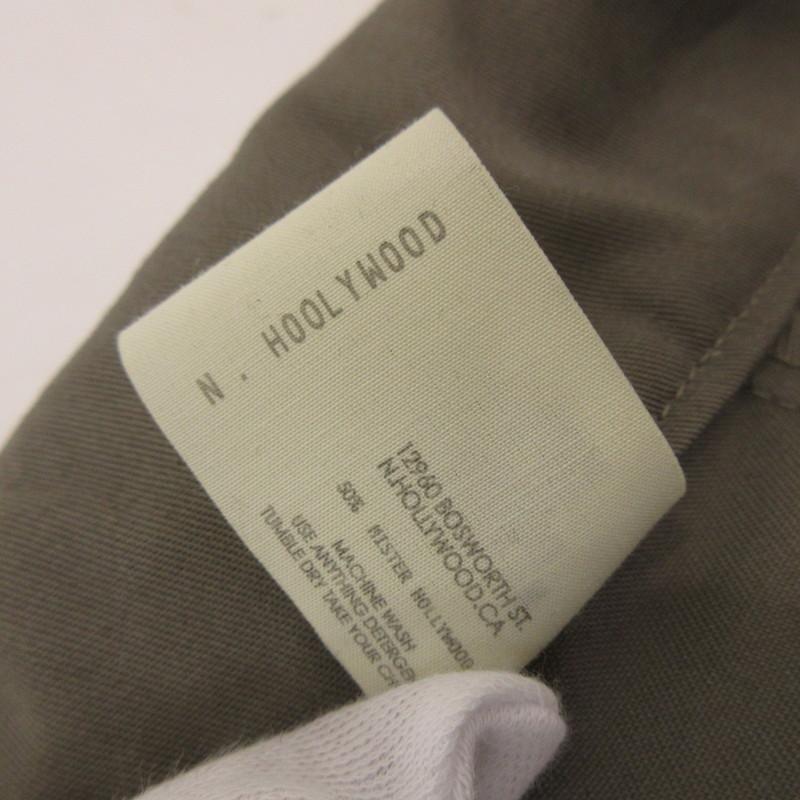 N . HOOLYWOOD
12960 BOSWORTH ST.
N.HOLLYWOOD.CA
50% MISTER HOLLYWOOD
MACHINE WASH
USE ANYTHING
TUMBLE DRY TAKE YOUR